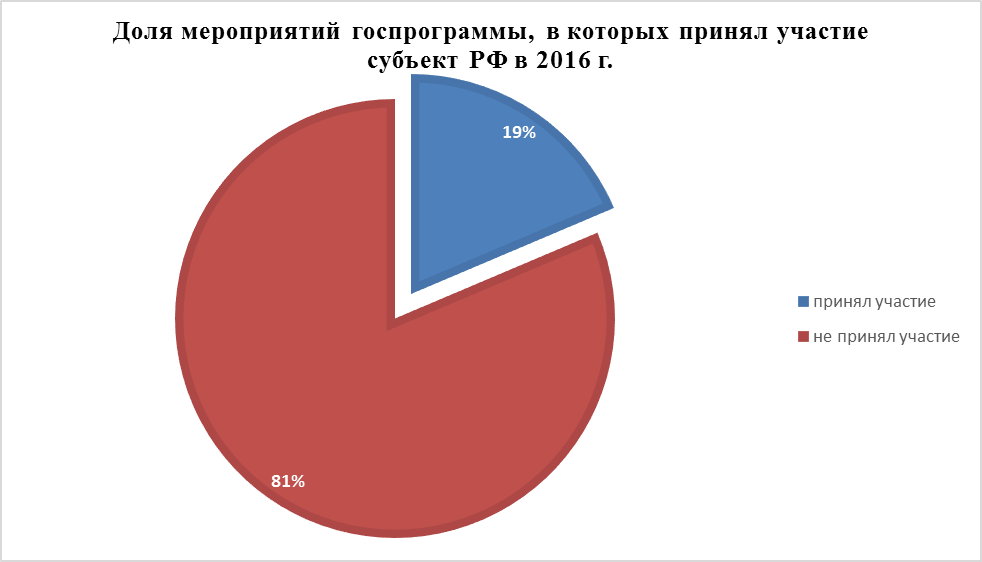 Доля мероприятий госпрограммы, в которых принял участие
субъект РФ в 2016 г.
19%
принял участие
не принял участие
81%